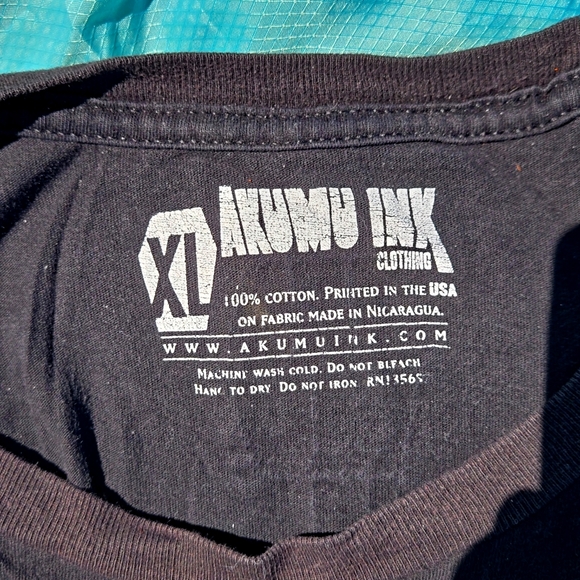 AKUMU INK
CLOTHING
XL
100% COTTON. PRINTED IN THE USA
ON FABRIC MADE IN NICARAGUA.
WWW.AKUMUINK.COM
MACHINE WASH COLD. DO NOT BLEACH
HANG TO DRY DO NOT IRON